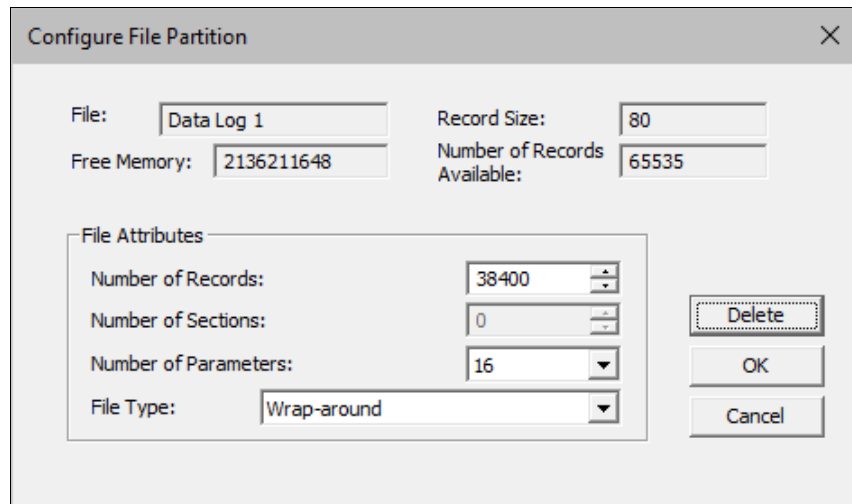 Configure File Partition
File: Data Log 1 Record Size: 80
Free Memory: 2136211648 Number of Records
Available: 65535
File Attributes
Number of Records: 38400
Number of Sections: 0
Delete
Number of Parameters: 16
OK
File Type: Wrap-around
Cancel